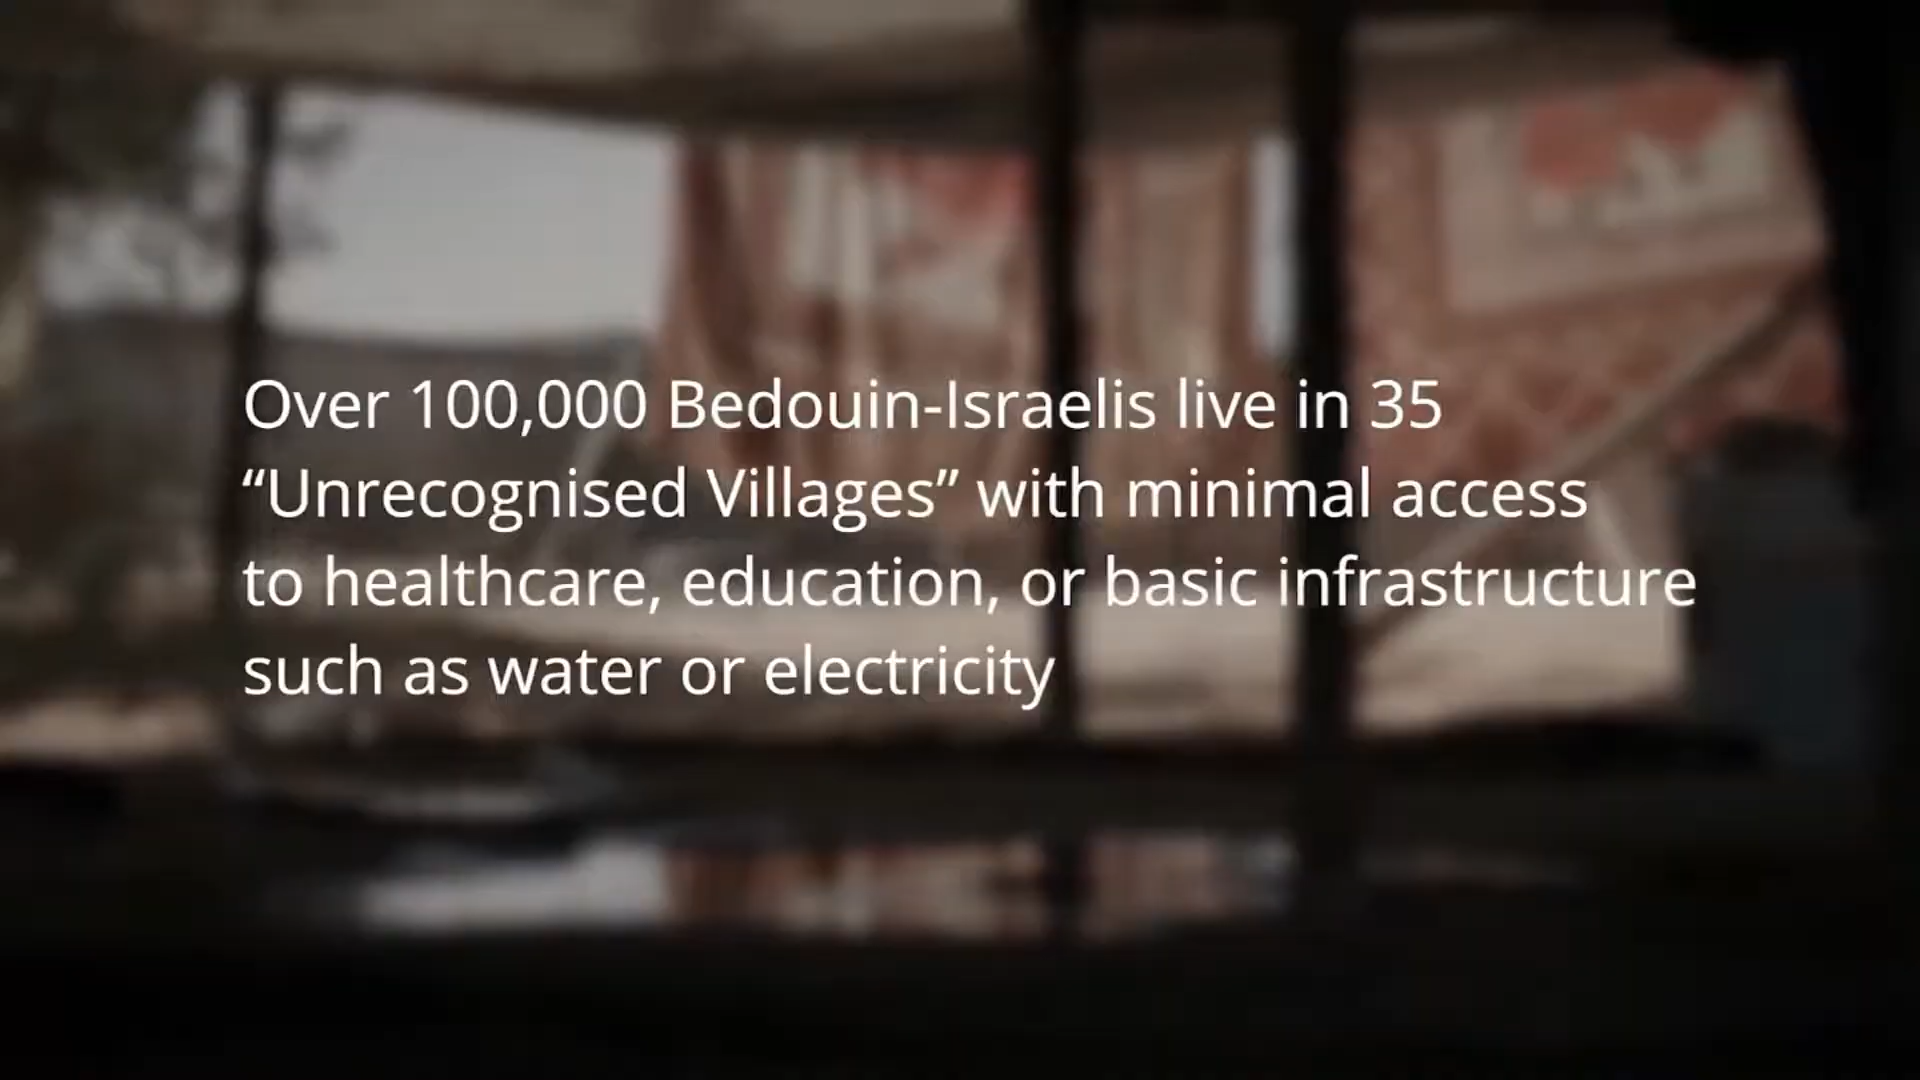 Over 100,000 Bedouin-Israelis live in 35
“Unrecognised Villages” with minimal access
to healthcare, education, or basic infrastructure
such as water or electricity